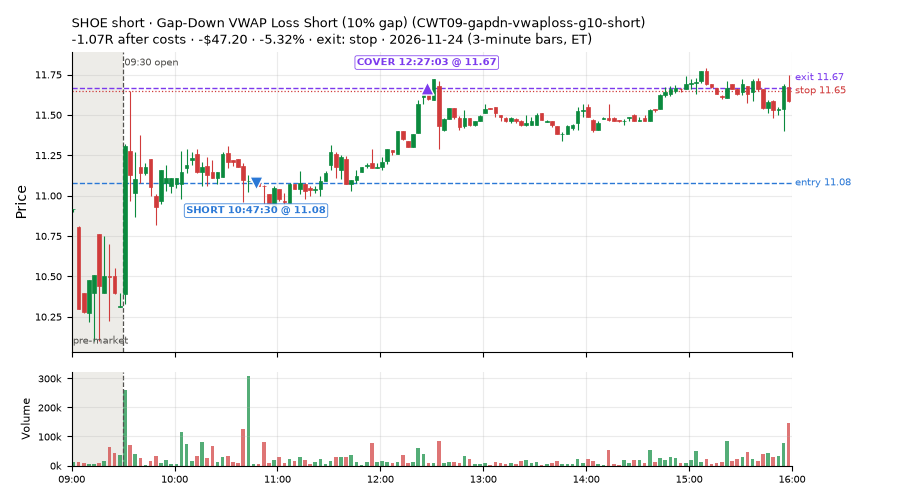 SHOE short · Gap-Down VWAP Loss Short (10% gap) (CWT09-gapdn-vwaploss-g10-short)
-1.07R after costs · -$47.20 · -5.32% · exit: stop · 2026-11-24 (3-minute bars, ET)
09:30 open
COVER 12:27:03 @ 11.67
exit 11.67
stop 11.65
entry 11.08
SHORT 10:47:30 @ 11.08
pre-market
Price
11.75
11.50
11.25
11.00
10.75
10.50
10.25
Volume
300k
200k
100k
0k
09:00
10:00
11:00
12:00
13:00
14:00
15:00
16:00